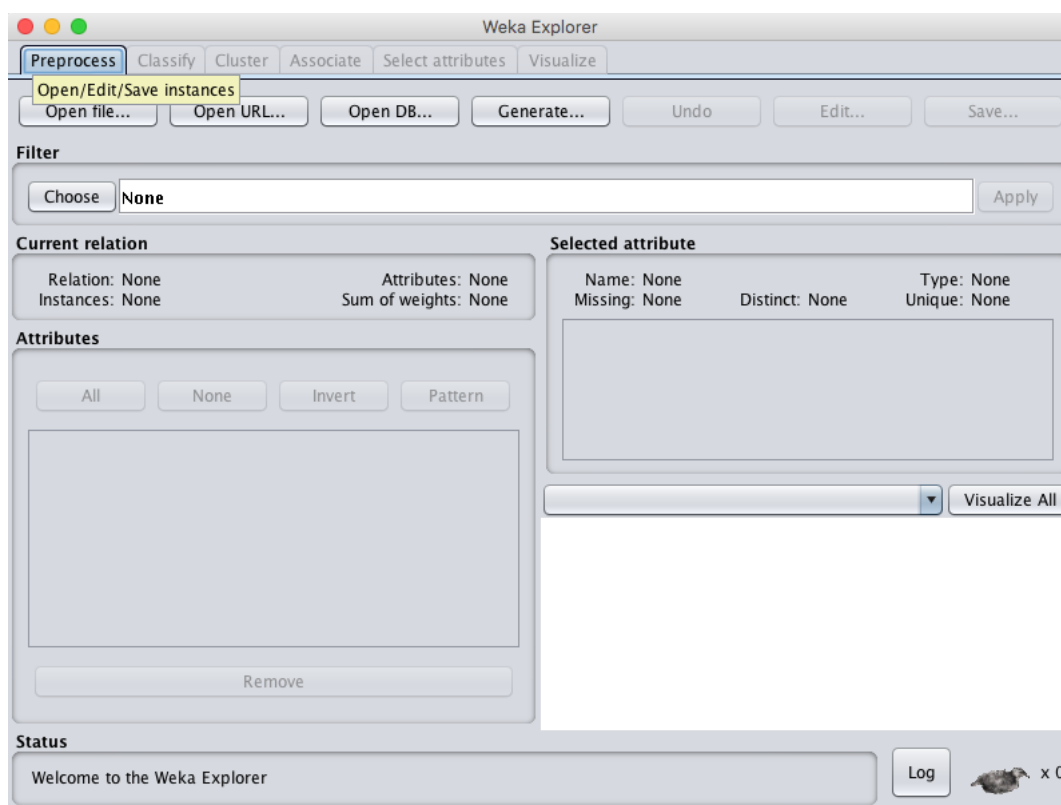 Weka Explorer
Preprocess Classify Cluster Associate Select attributes Visualize
Open/Edit/Save instances
Open file... Open URL... Open DB... Generate... Undo Edit... Save...
Filter
Choose None Apply
Current relation
Relation: None Attributes: None
Instances: None Sum of weights: None
Selected attribute
Name: None Type: None
Missing: None Distinct: None Unique: None
Attributes
All None Invert Pattern
Remove
Visualize All
Status
Welcome to the Weka Explorer
Log x 0